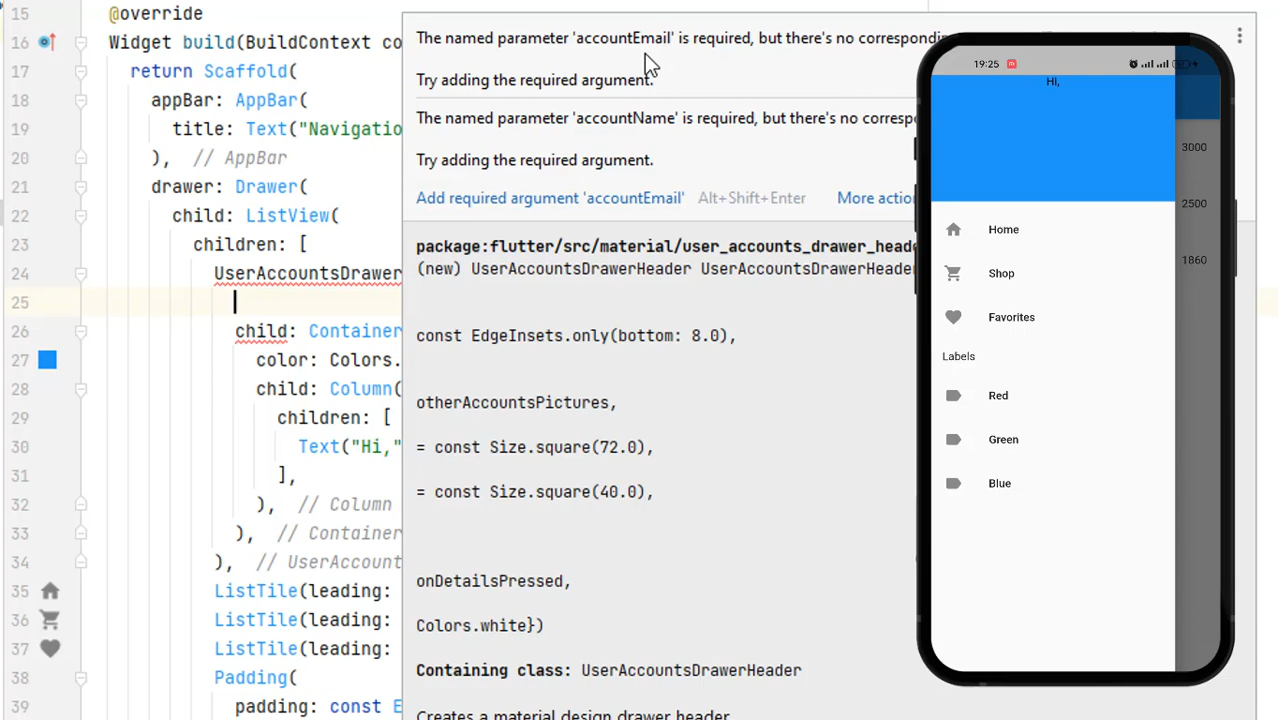 15 @override
16 Widget build(BuildContext co
17 return Scaffold(
18 appBar: AppBar(
19 title: Text("Navigatio
20 ), // AppBar
21 drawer: Drawer(
22 child: ListView(
23 children: [
24 UserAccountsDrawer
25
26 child: Container
27 color: Colors.
28 child: Column(
29 children: [
30 Text("Hi,"
31 ],
32 ), // Column
33 ), // Container
34 ), // UserAccount
35 ListTile(leading:
36 ListTile(leading:
37 ListTile(leading:
38 Padding(
39 padding: const E
The named parameter 'accountEmail' is required, but there's no correspondin
Try adding the required argument.
The named parameter 'accountName' is required, but there's no corresp
Try adding the required argument.
Add required argument 'accountEmail' Alt+Shift+Enter More action
package:flutter/src/material/user_accounts_drawer_heade
(new) UserAccountsDrawerHeader UserAccountsDrawerHeader
const EdgeInsets.only(bottom: 8.0),
otherAccountsPictures,
= const Size.square(72.0),
= const Size.square(40.0),
onDetailsPressed,
Colors.white})
Containing class: UserAccountsDrawerHeader
Creates a material design drawer header.
19:25
Hi,
Home
Shop
Favorites
Labels
Red
Green
Blue
3000
2500
1860